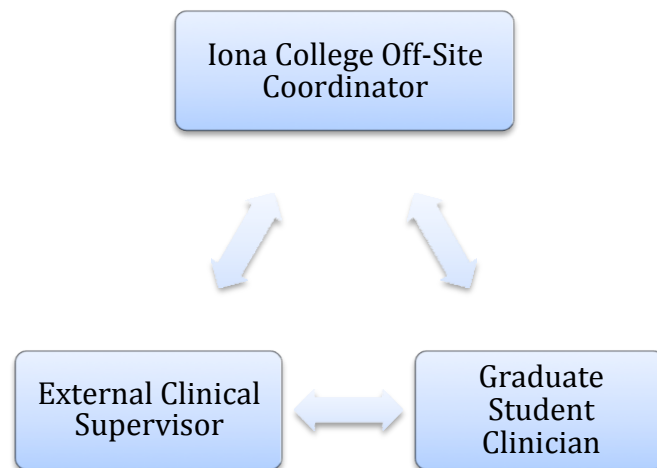 Iona College Off-Site
Coordinator
External Clinical
Supervisor
Graduate
Student
Clinician